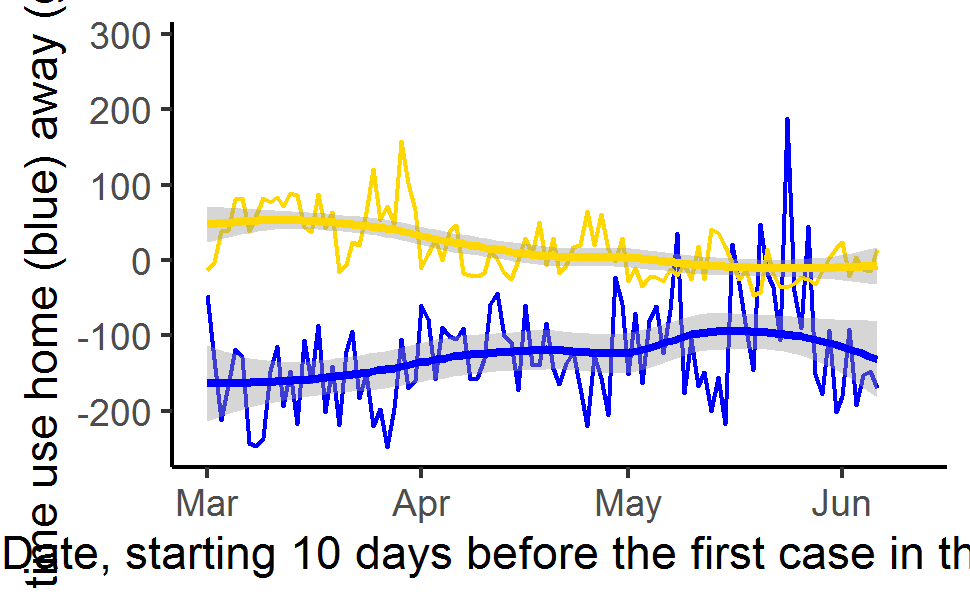 time use home (blue) away (
300
200
100
0
-100
-200
Mar Apr May Jun
Date, starting 10 days before the first case in th